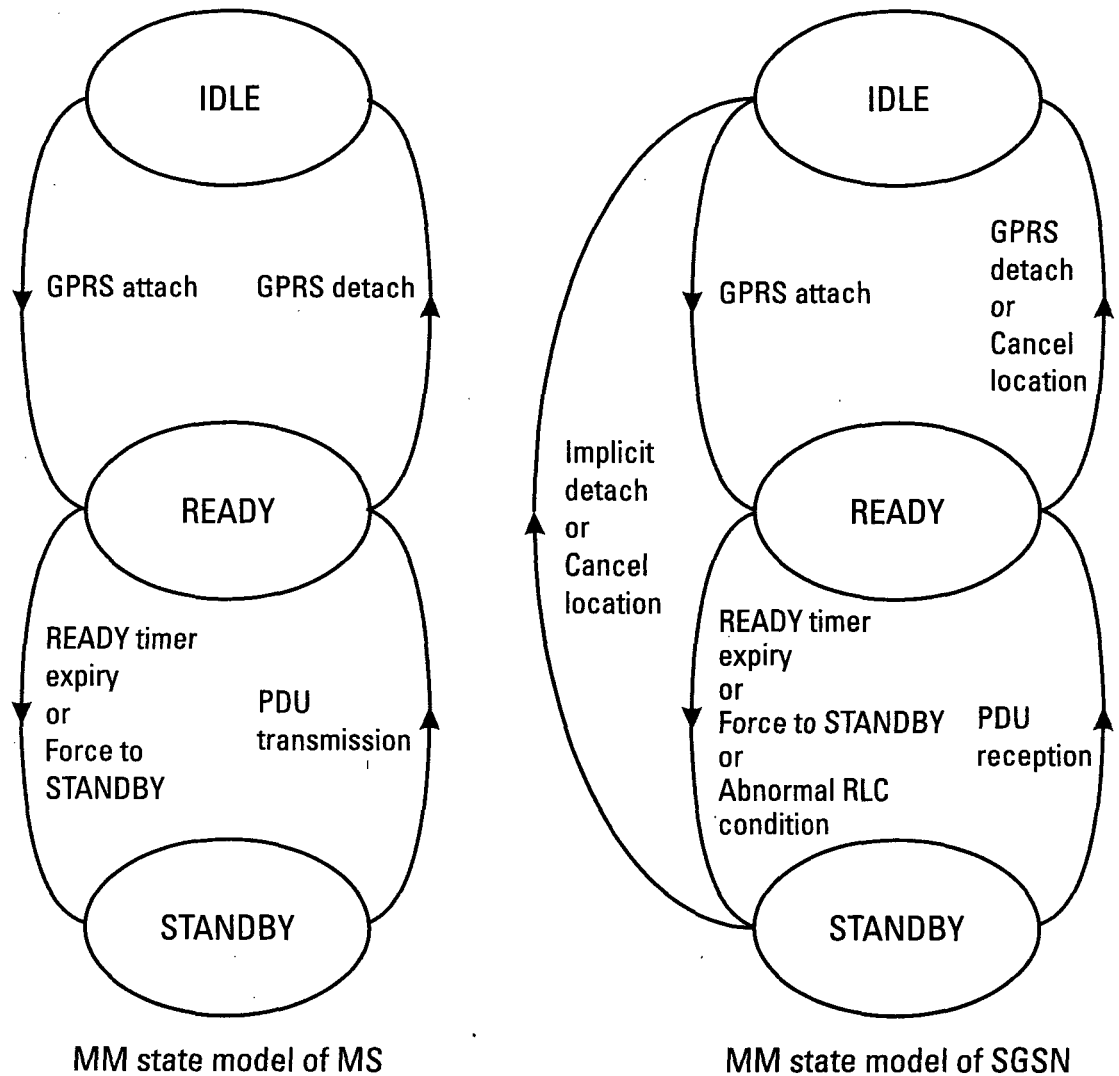 IDLE
GPRS attach
GPRS detach
READY
READY timer
expiry
or
Force to
STANDBY
PDU
transmission
STANDBY
MM state model of MS
IDLE
GPRS attach
GPRS
detach
or
Cancel
location
Implicit
detach
or
Cancel
location
READY
READY timer
expiry
or
Force to STANDBY
or
Abnormal RLC
condition
PDU
reception
STANDBY
MM state model of SGSN